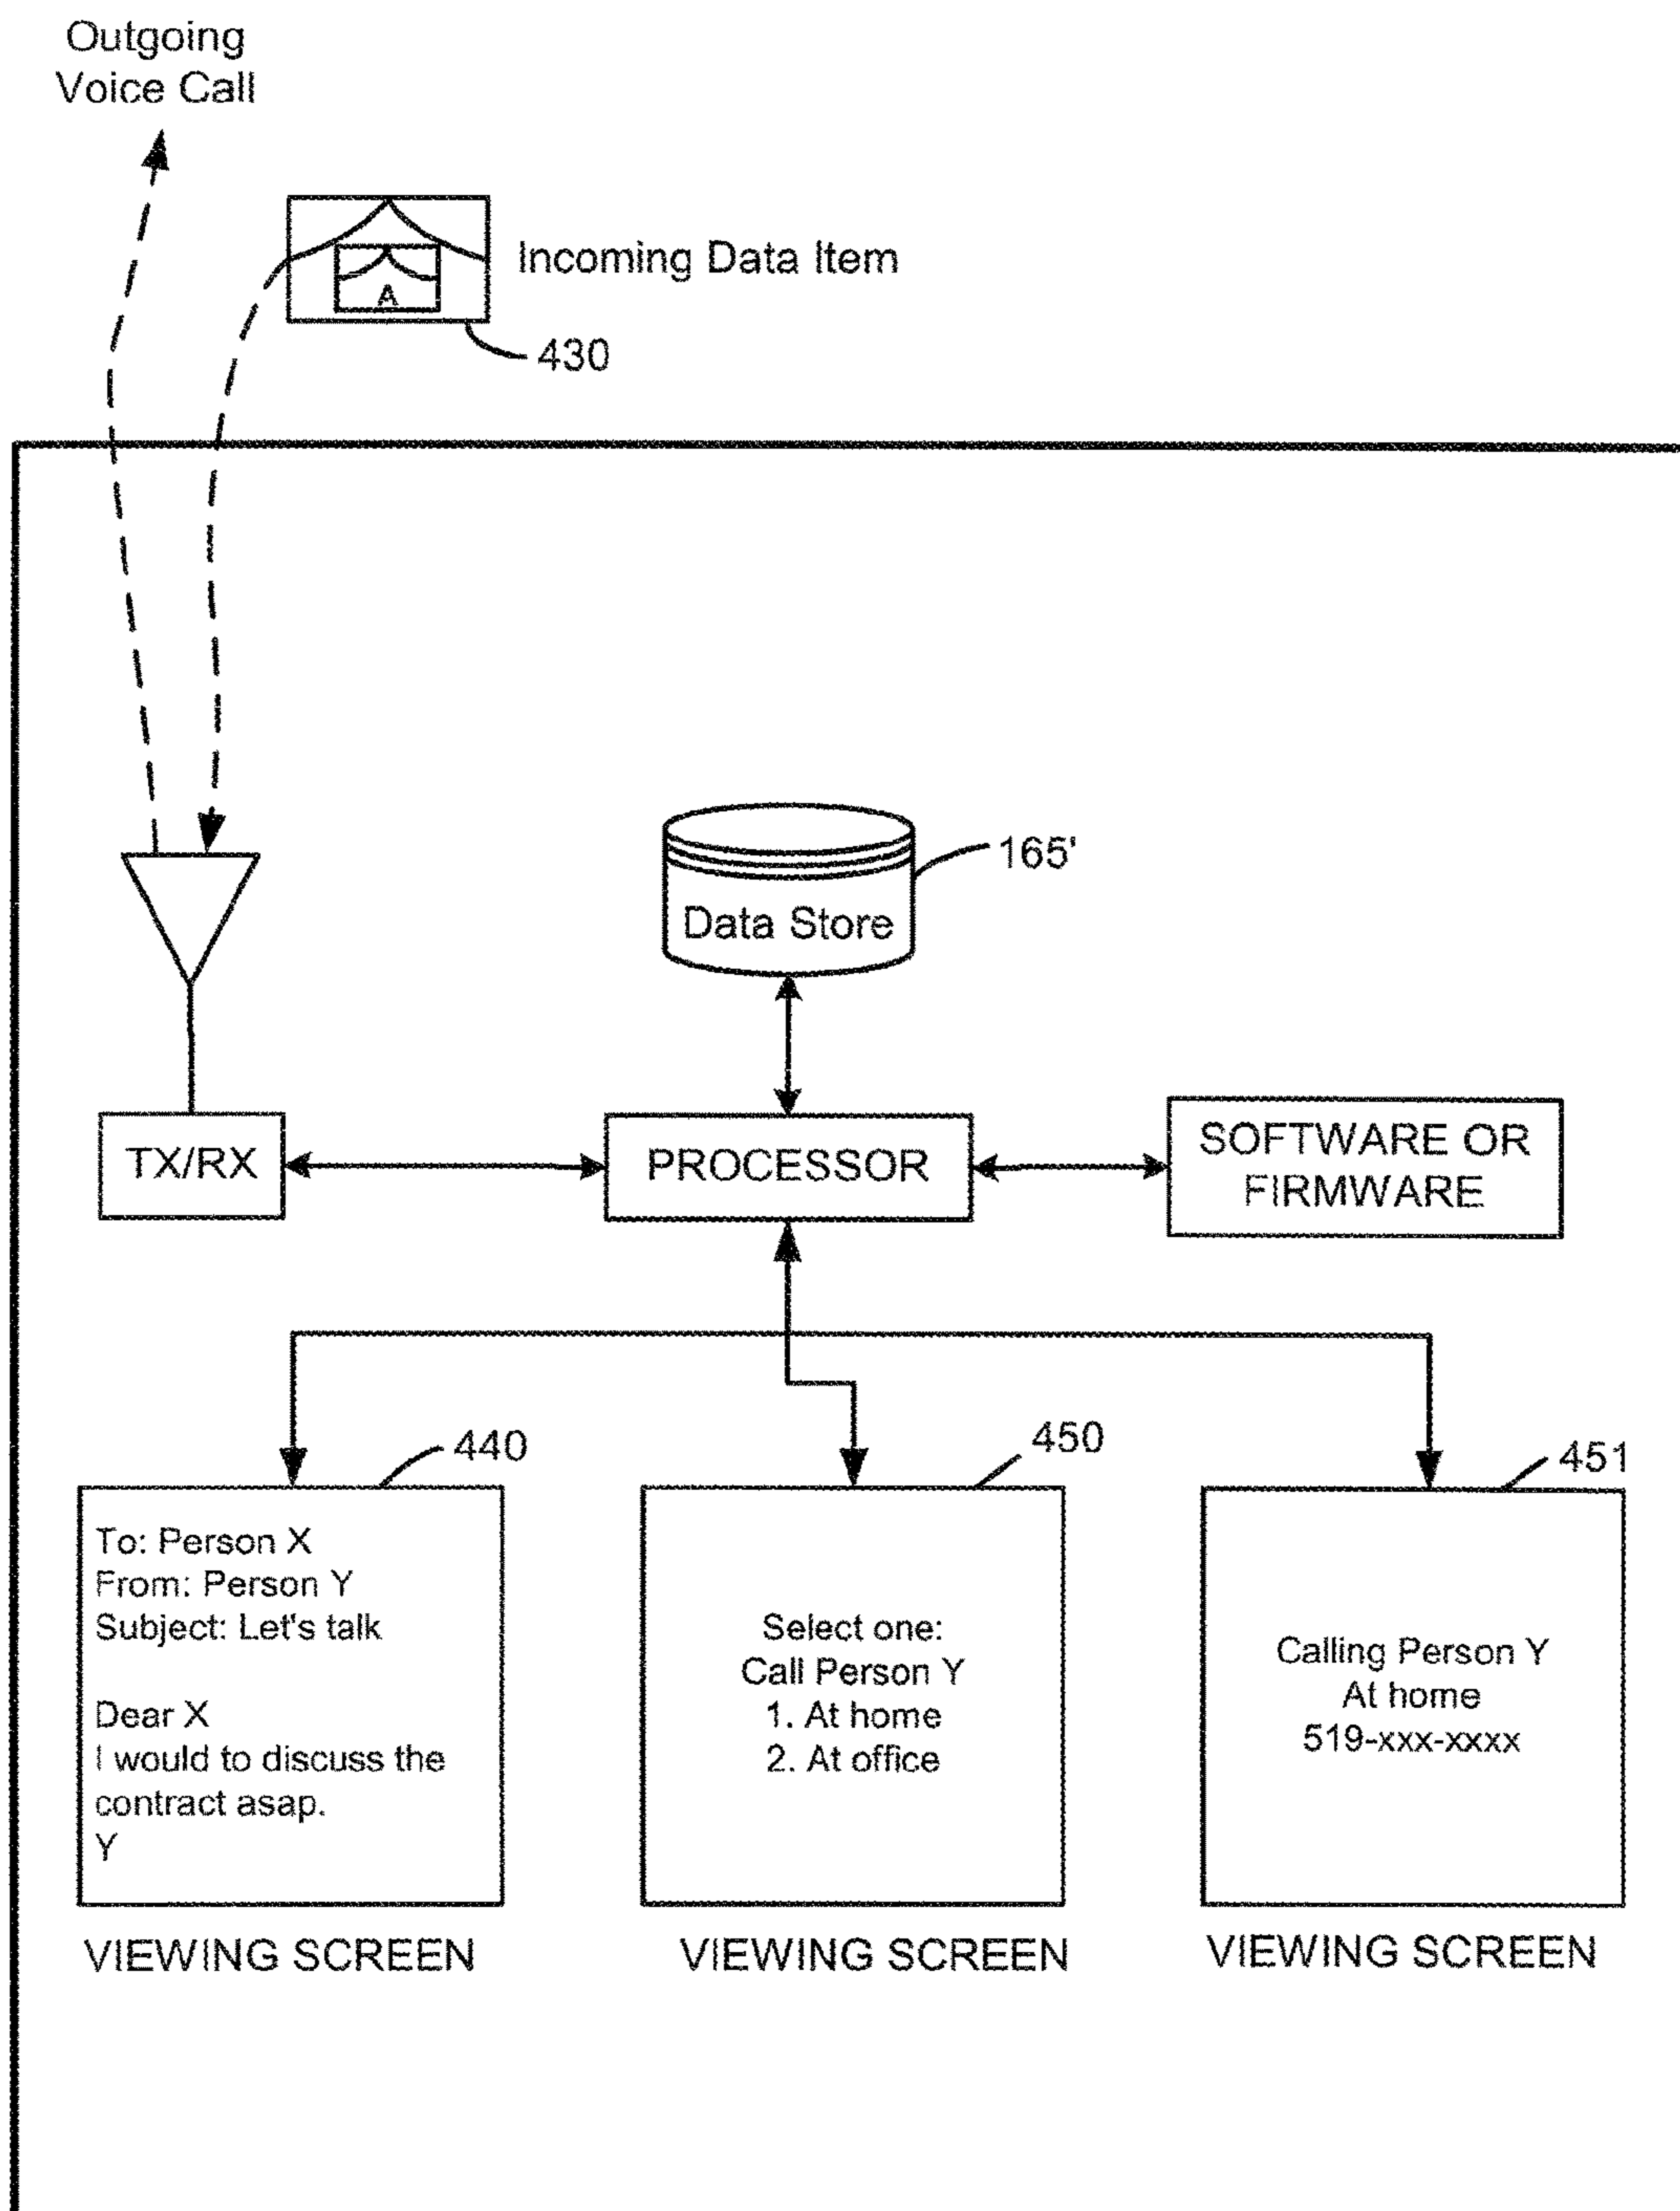 Outgoing
Voice Call
Incoming Data Item
A
430
165'
Data Store
TX/RX
PROCESSOR
SOFTWARE OR
FIRMWARE
440
450
451
To: Person X
From: Person Y
Subject: Let's talk
Dear X
I would to discuss the
contract asap.
Y
Select one:
Call Person Y
1. At home
2. At office
Calling Person Y
At home
519-xxx-xxxx
VIEWING SCREEN
VIEWING SCREEN
VIEWING SCREEN